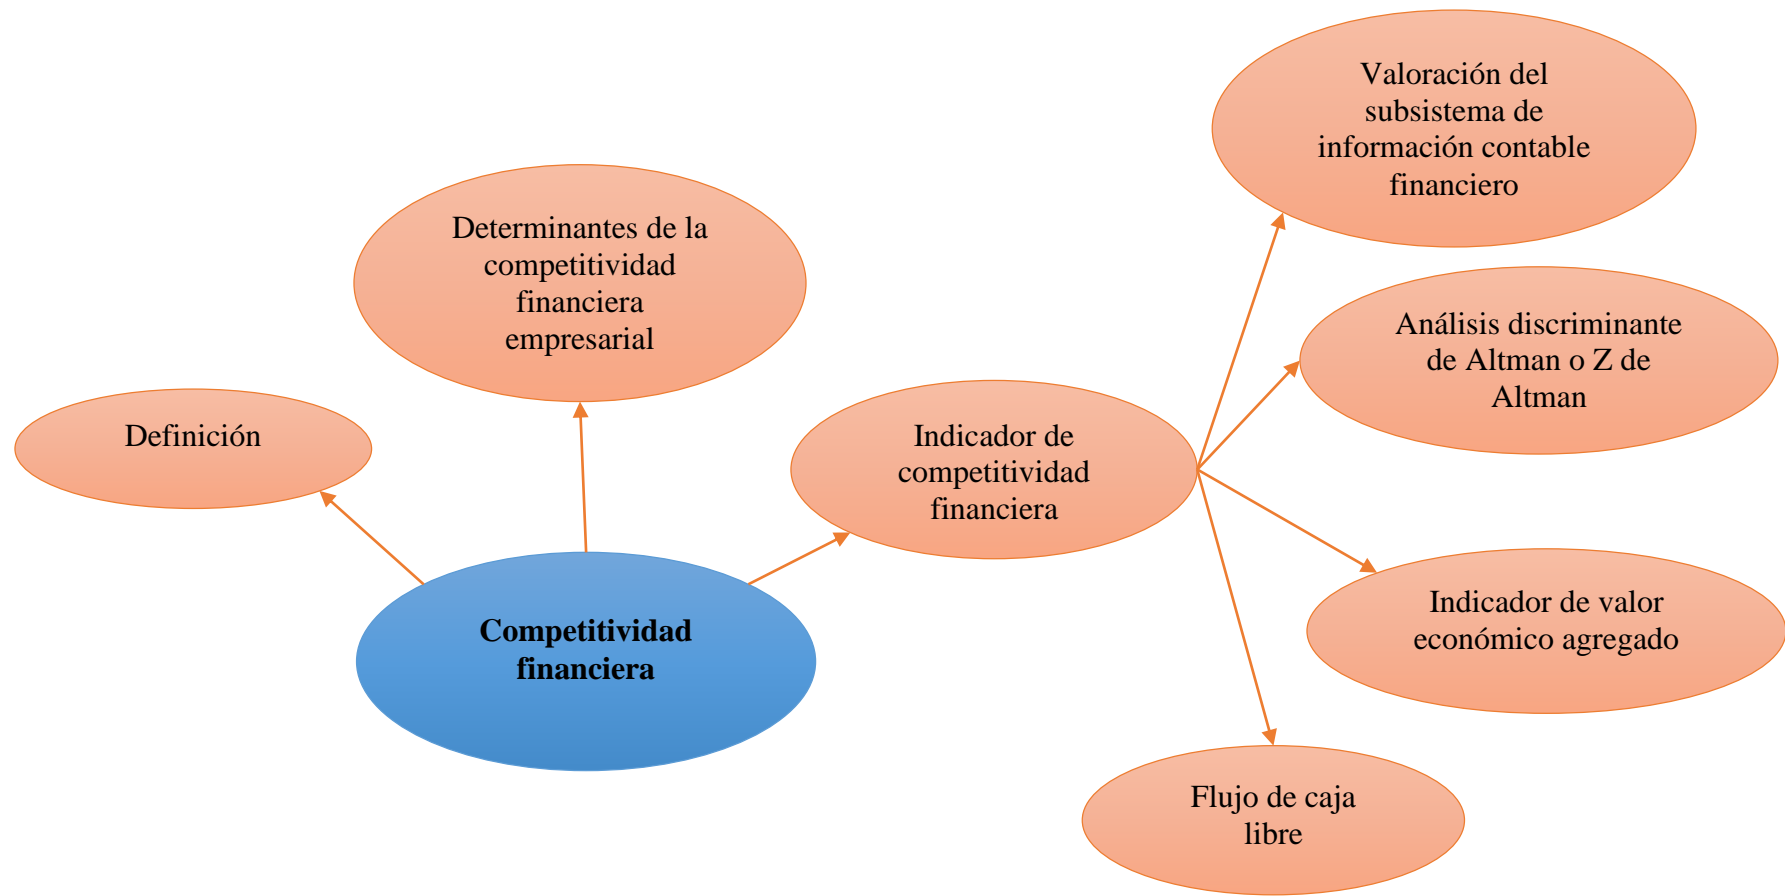 Valoración del
subsistema de
información contable
financiero
Determinantes de la
competitividad
financiera
empresarial
Análisis discriminante
de Altman o Z de
Altman
Definición
Indicador de
competitividad
financiera
Competitividad
financiera
Indicador de valor
económico agregado
Flujo de caja
libre